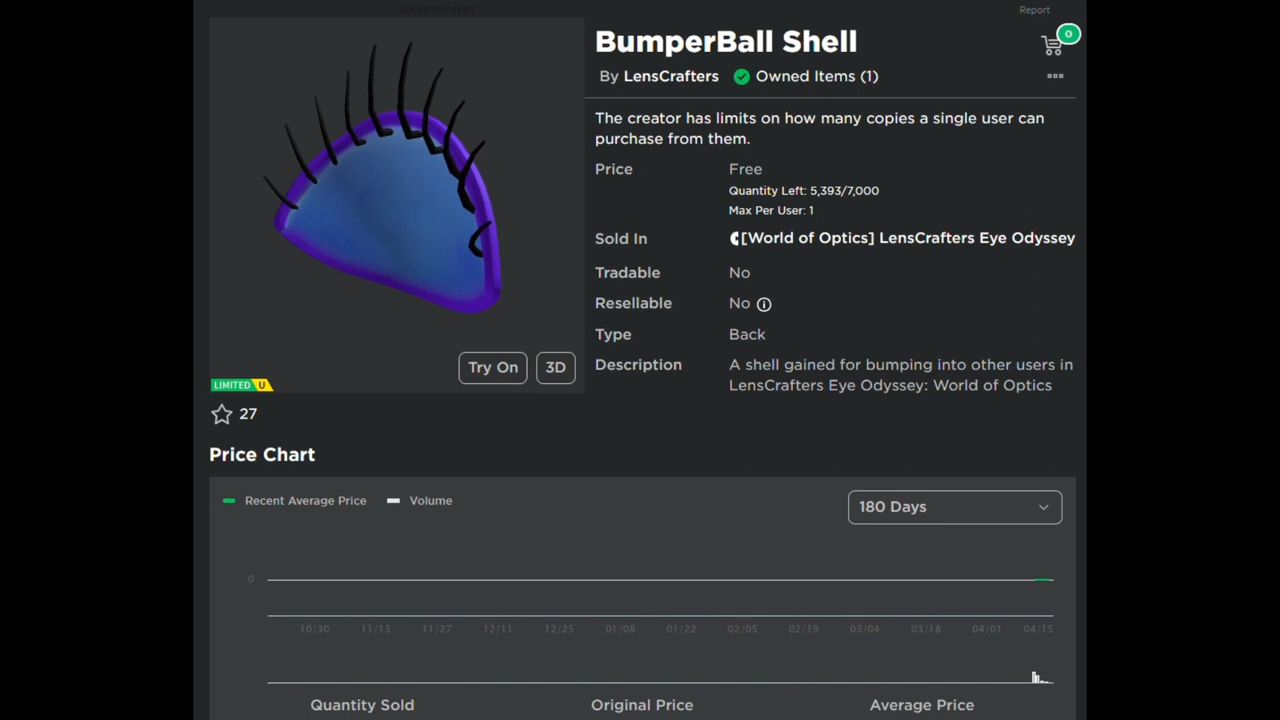 ADVERTISEMENT
Report
BumperBall Shell
0
By LensCrafters Owned Items (1)
The creator has limits on how many copies a single user can
purchase from them.
Price Free
Quantity Left: 5,393/7,000
Max Per User: 1
Sold In [World of Optics] LensCrafters Eye Odyssey
Tradable No
Resellable No
Type Back
Description A shell gained for bumping into other users in
LensCrafters Eye Odyssey: World of Optics
Try On 3D
LIMITED U
27
Price Chart
Recent Average Price Volume 180 Days
0
10/30 11/13 11/27 12/11 12/25 01/08 01/22 02/05 02/19 03/04 03/18 04/01 04/15
Quantity Sold Original Price Average Price